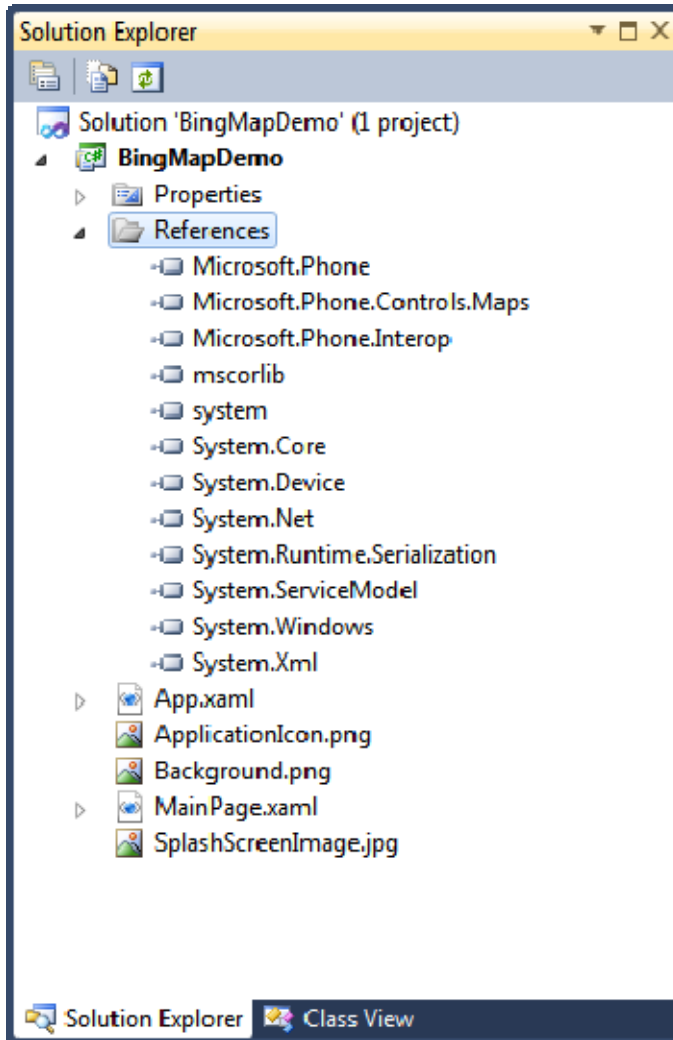 Solution Explorer
Solution 'BingMapDemo' (1 project)
BingMapDemo
Properties
References
Microsoft.Phone
Microsoft.Phone.Controls.Maps
Microsoft.Phone.Interop
mscorlib
system
System.Core
System.Device
System.Net
System.Runtime.Serialization
System.ServiceModel
System.Windows
System.Xml
App.xaml
ApplicationIcon.png
Background.png
MainPage.xaml
SplashScreenImage.jpg
Solution Explorer Class View